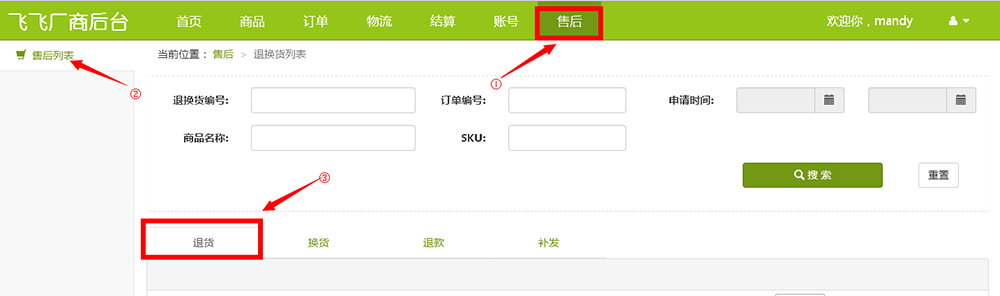 飞飞厂商后台 首页 商品 订单 物流 结算 账号 售后 欢迎你，mandy
售后列表 当前位置： 售后 > 退换货列表
①
②
退换货编号: 订单编号: 申请时间:
商品名称: SKU:
搜 索 重置
③
退货 换货 退款 补发